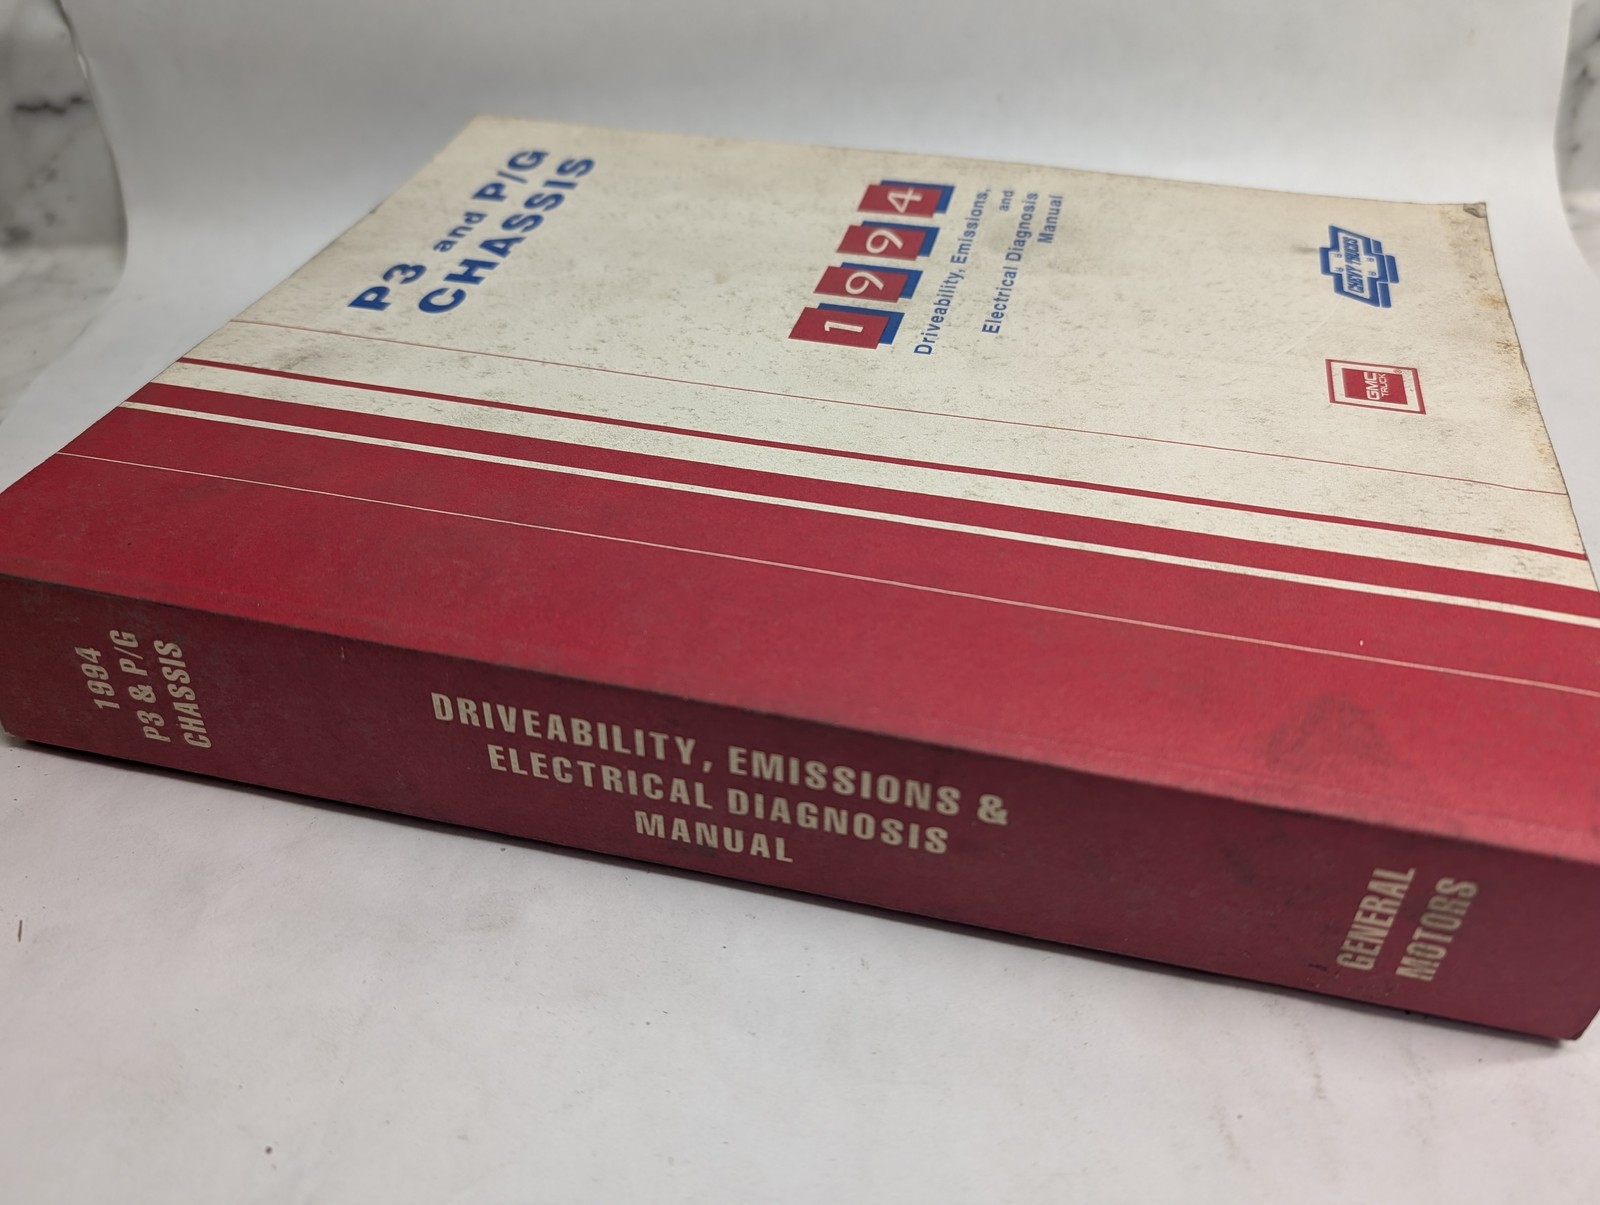 P3 and P/G
CHASSIS
1994
Driveability, Emissions,
and
Electrical Diagnosis
Manual
CHEVY TRUCKS
GMC
TRUCK
1994
P3 & P/G
CHASSIS
DRIVEABILITY, EMISSIONS &
ELECTRICAL DIAGNOSIS
MANUAL
GENERAL
MOTORS